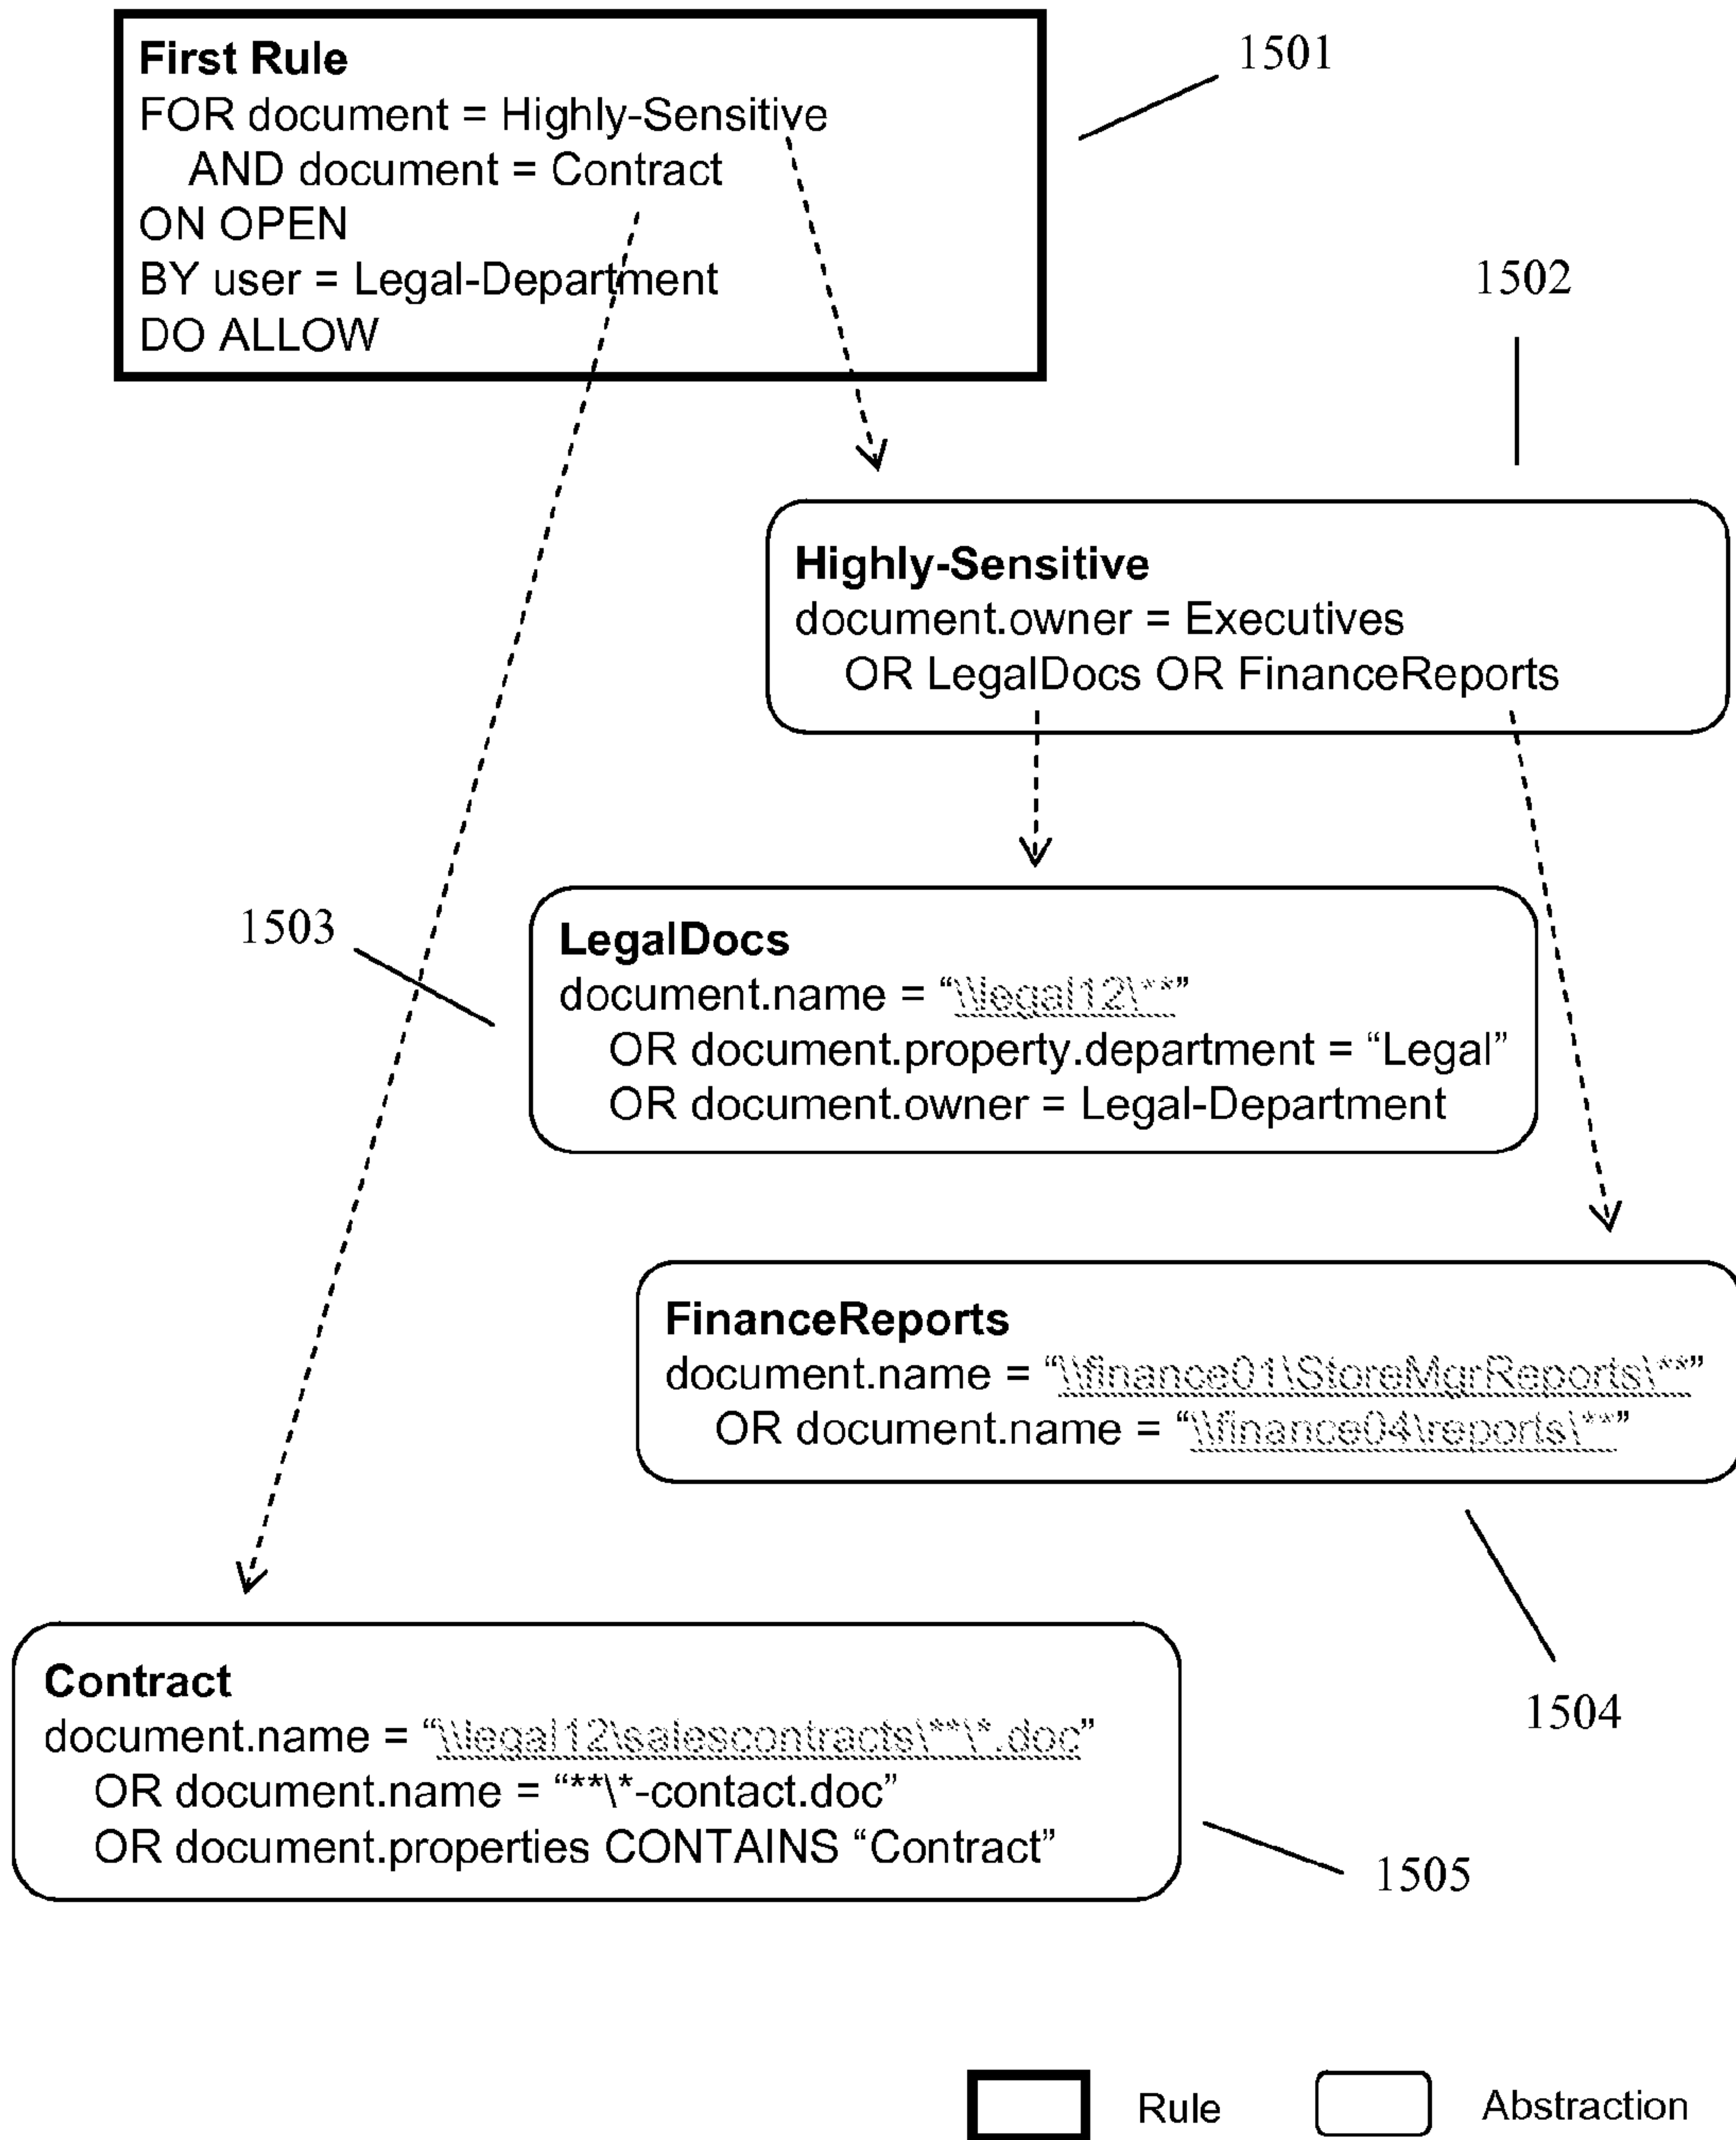 First Rule
FOR document = Highly-Sensitive
AND document = Contract
ON OPEN
BY user = Legal-Department
DO ALLOW
1501
1502
Highly-Sensitive
document.owner = Executives
OR LegalDocs OR FinanceReports
1503
LegalDocs
document.name = “\\legal12\**”
OR document.property.department = “Legal”
OR document.owner = Legal-Department
FinanceReports
document.name = “\\finance01\StoreMgrReports\**”
OR document.name = “\\finance04\reports\**”
1504
Contract
document.name = “\\legal12\salescontracts\**\*.doc”
OR document.name = “**\*-contact.doc”
OR document.properties CONTAINS “Contract”
1505
Rule
Abstraction